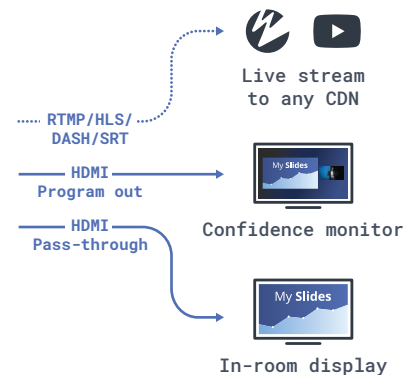 Live stream
to any CDN
RTMP/HLS/
DASH/SRT
HDMI
Program out
My Slides
Confidence monitor
HDMI
Pass-through
My Slides
In-room display